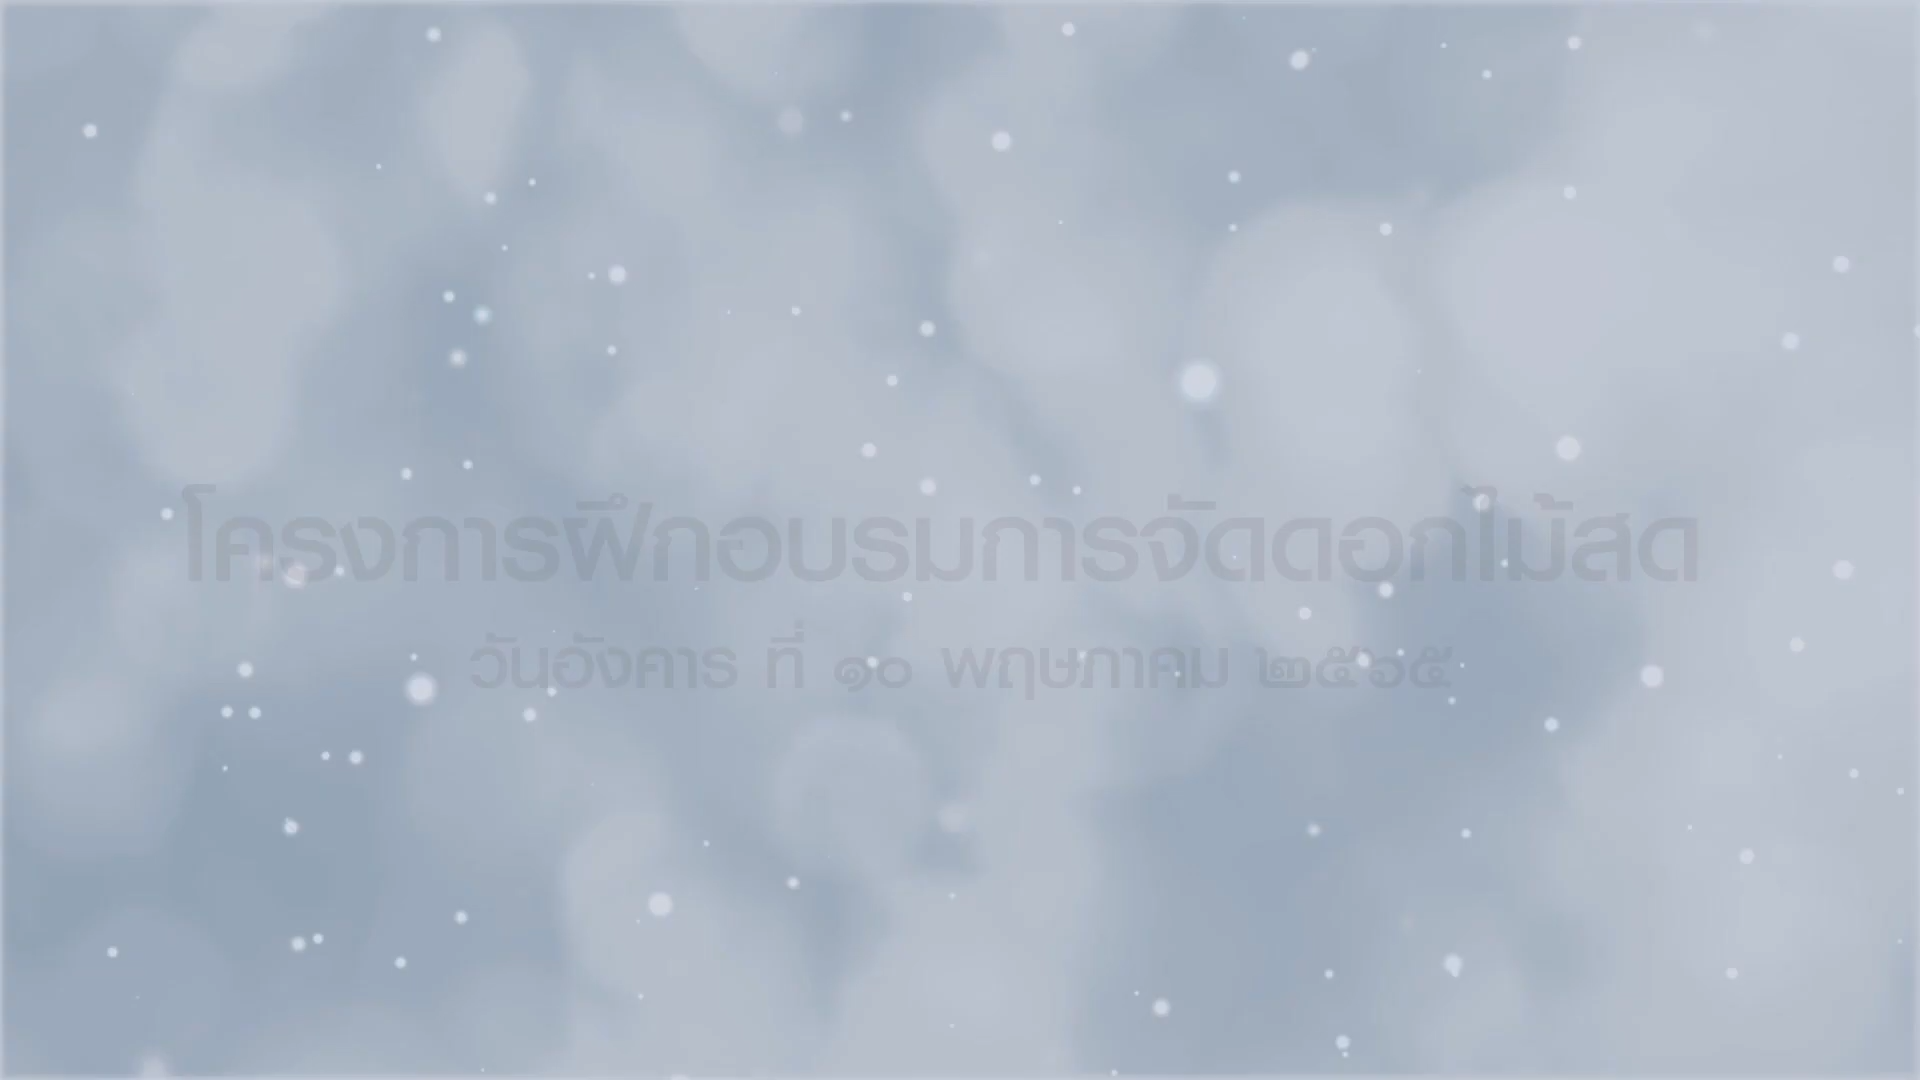 โครงการฝึกอบรมการจัดดอกไม้สด
วันอังคาร ที่ ๑๐ พฤษภาคม ๒๕๖๕